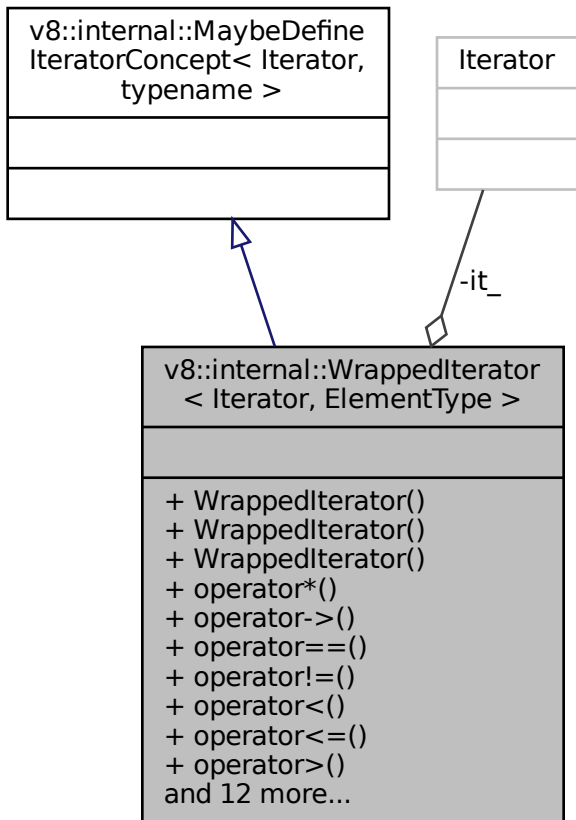 v8::internal::MaybeDefine
IteratorConcept< Iterator,
typename >
Iterator
-it_
v8::internal::WrappedIterator
< Iterator, ElementType >
+ WrappedIterator()
+ WrappedIterator()
+ WrappedIterator()
+ operator*()
+ operator->()
+ operator==()
+ operator!=()
+ operator<()
+ operator<=()
+ operator>()
and 12 more...